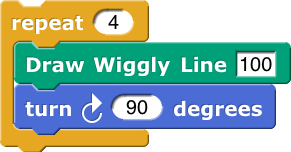 repeat 4
Draw Wiggly Line 100
turn 90 degrees